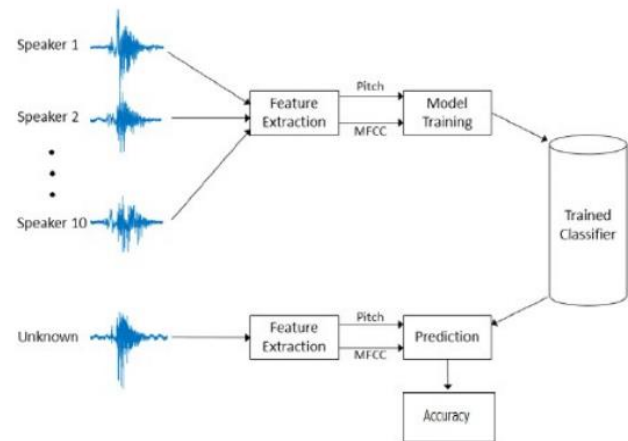 Speaker 1
Pitch
Feature
Extraction
Model
Training
MFCC
Speaker 2
Speaker 10
Trained
Classifier
Unknown
Pitch
Feature
Extraction
Prediction
MFCC
Accuracy